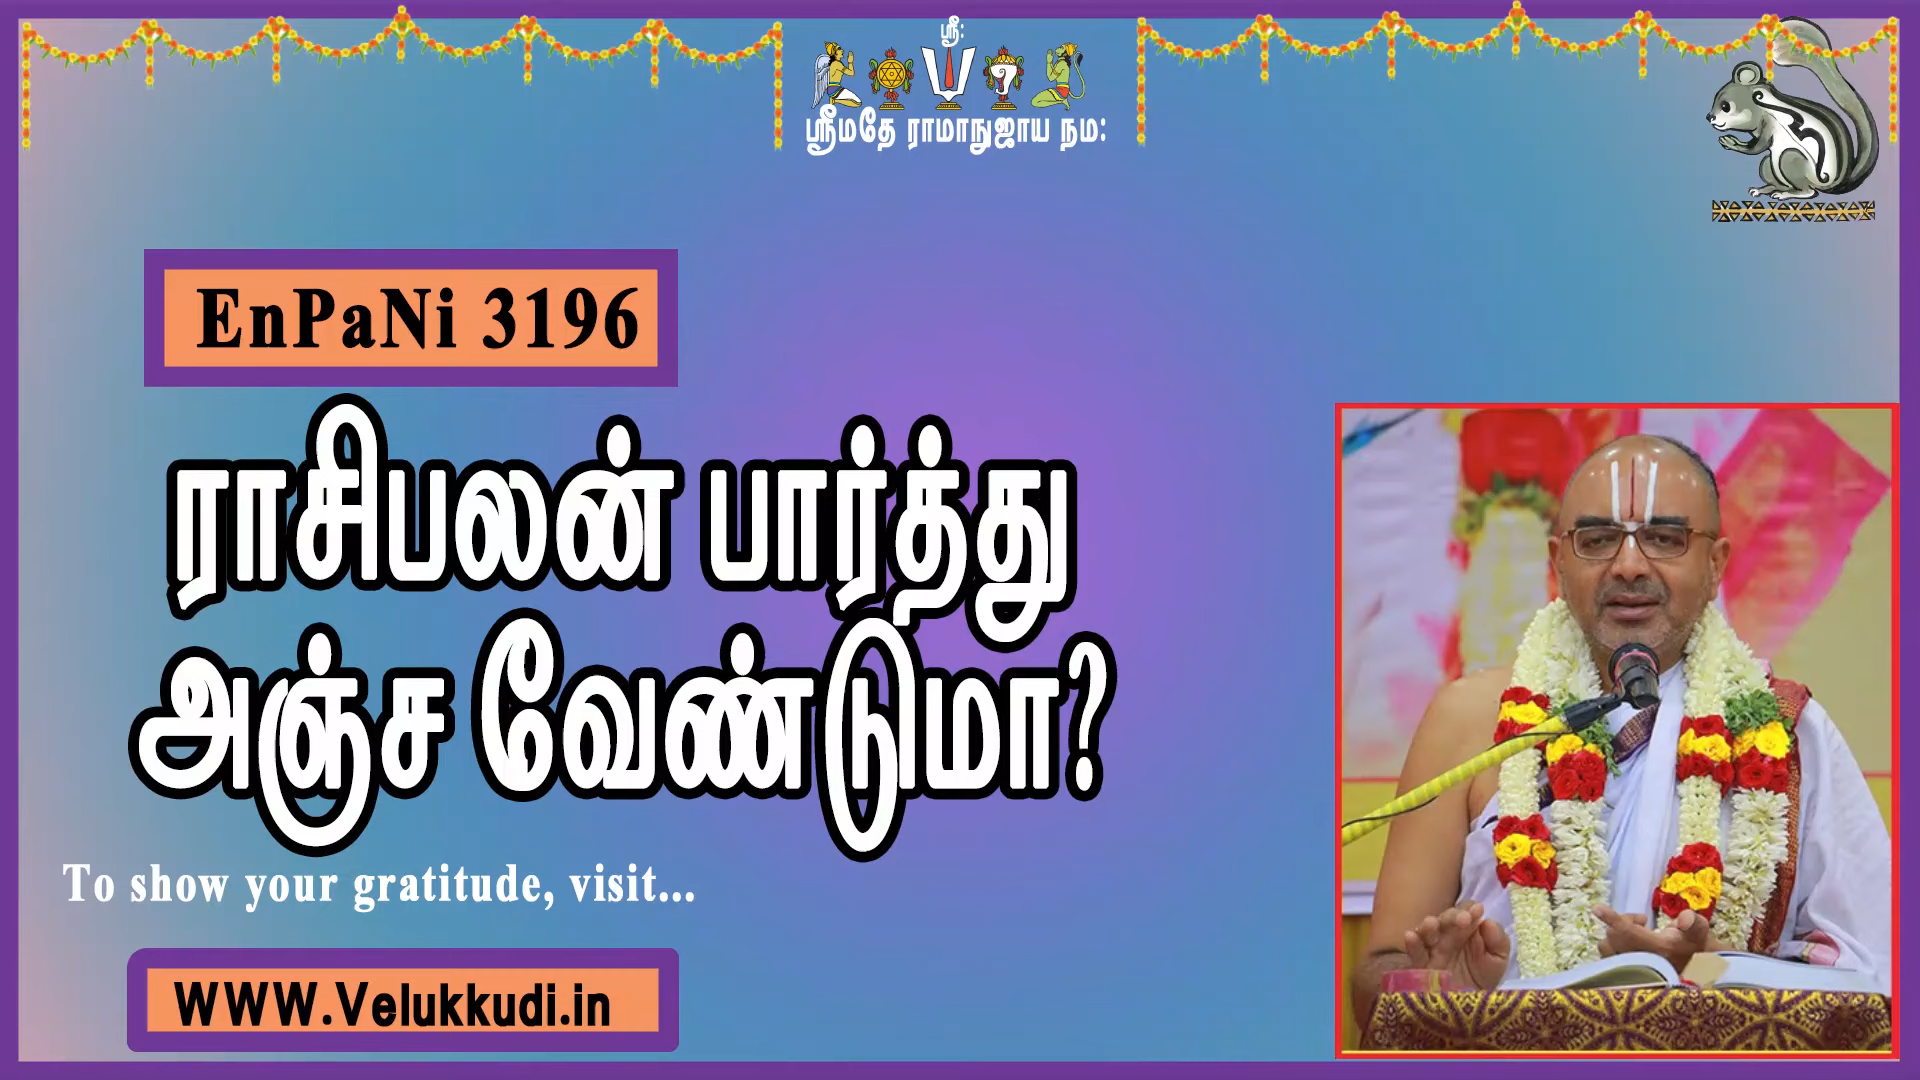 ஸ்ரீ:
ஸ்ரீமதே ராமாநுஜாய நம:
EnPaNi 3196
ராசிபலன் பார்த்து
அஞ்ச வேண்டுமா?
To show your gratitude, visit...
WWW.Velukkudi.in